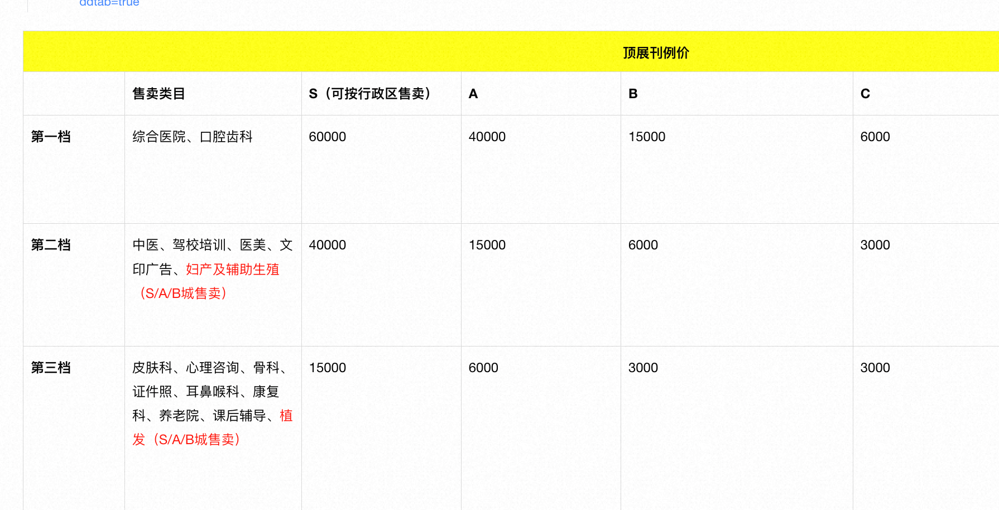 ddtab=true
顶展刊例价
售卖类目
S（可按行政区售卖）
A
B
C
第一档
综合医院、口腔齿科
60000
40000
15000
6000
第二档
中医、驾校培训、医美、文
印广告、妇产及辅助生殖
（S/A/B城售卖）
40000
15000
6000
3000
第三档
皮肤科、心理咨询、骨科、
证件照、耳鼻喉科、康复
科、养老院、课后辅导、植
发（S/A/B城售卖）
15000
6000
3000
3000